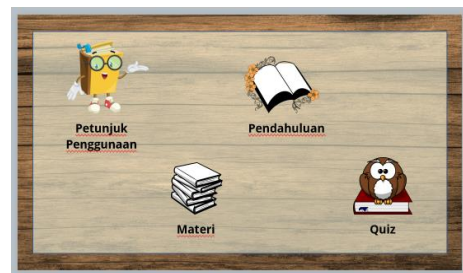 Petunjuk
Penggunaan
Pendahuluan
Materi
Quiz